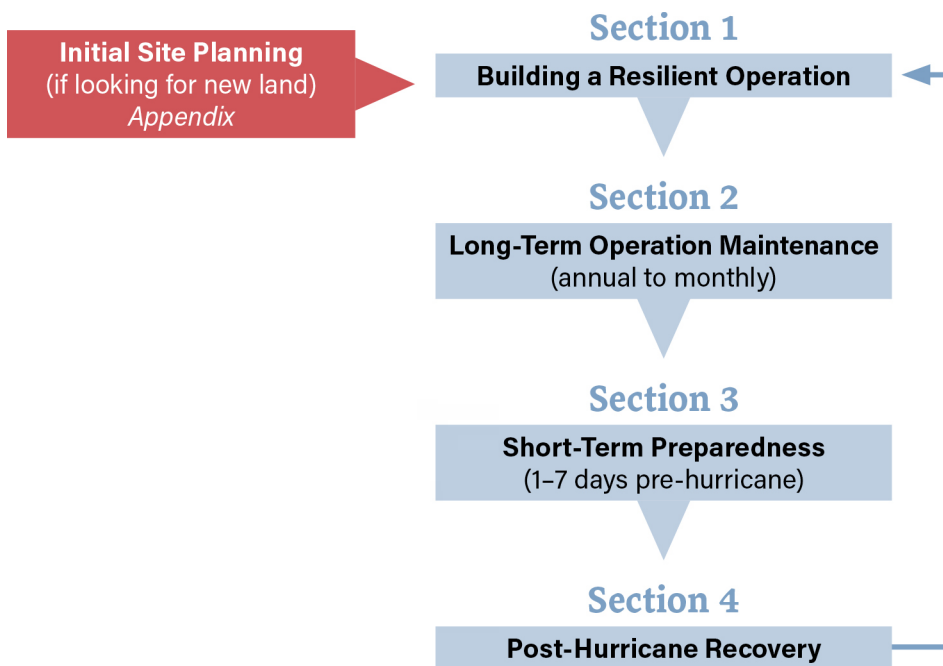 Initial Site Planning
(if looking for new land)
Appendix
Section 1
Building a Resilient Operation
Section 2
Long-Term Operation Maintenance
(annual to monthly)
Section 3
Short-Term Preparedness
(1–7 days pre-hurricane)
Section 4
Post-Hurricane Recovery